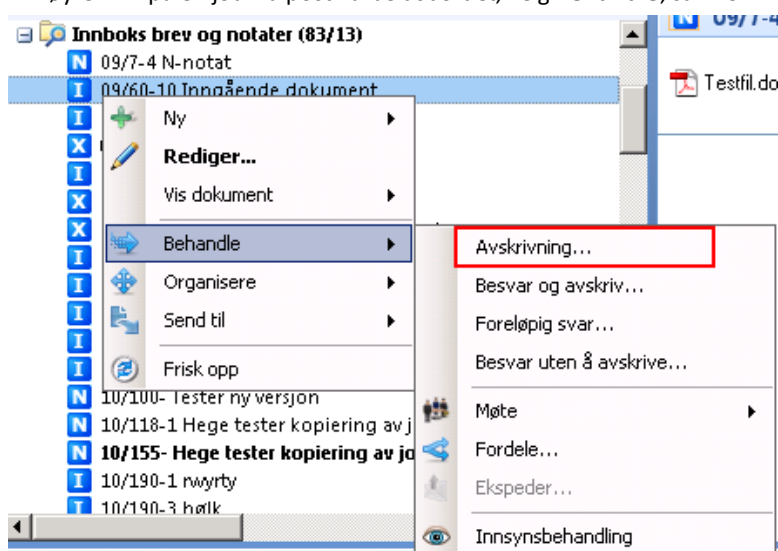 Innboks brev og notater (83/13)
N 09/7-4 N-notat
I 09/60-10 Inngående dokument
N 09/7-4
Testfil.do
I
X
I
X
X
I
I
I
I
I
Ny
Rediger...
Vis dokument
Behandle
Organisere
Send til
Frisk opp
Avskrivning...
Besvar og avskriv...
Foreløpig svar...
Besvar uten å avskrive...
Møte
Fordele...
Ekspeder...
Innsynsbehandling
N 10/100- Tester ny versjon
N 10/118-1 Hege tester kopiering av j
N 10/155- Hege tester kopiering av jo
I 10/190-1 rwyrty
I 10/190-3 hølk